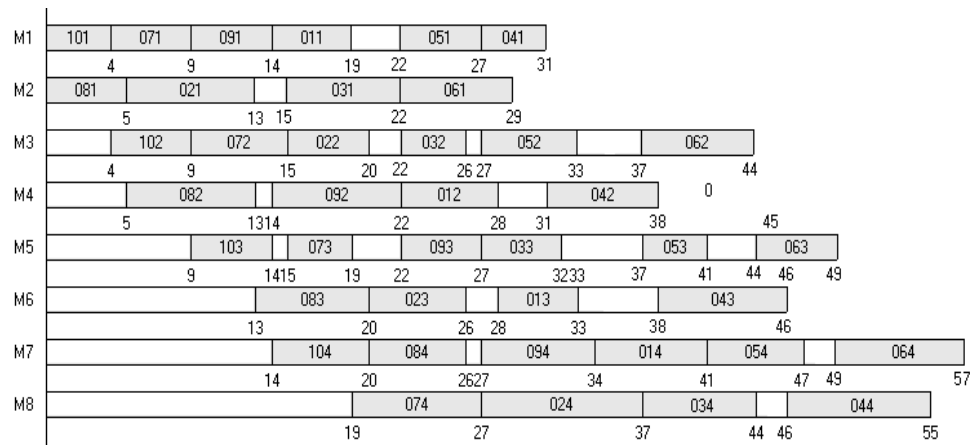 M1 101 071 091 011 051 041
4 9 14 19 22 27 31
M2 081 021 031 061
5 13 15 22 29
M3 102 072 022 032 052 062
4 9 15 20 22 26 27 33 37 44
M4 082 092 012 042 0
5 13 14 22 28 31 38 45
M5 103 073 093 033 053 063
9 14 15 19 22 27 32 33 37 41 44 46 49
M6 083 023 013 043
13 20 26 28 33 38 46
M7 104 084 094 014 054 064
14 20 26 27 34 41 47 49 57
M8 074 024 034 044
19 27 37 44 46 55